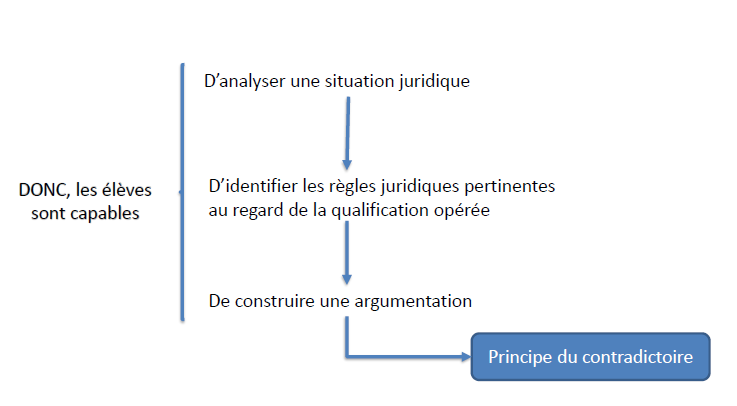 D’analyser une situation juridique
DONC, les élèves
sont capables
D’identifier les règles juridiques pertinentes
au regard de la qualification opérée
De construire une argumentation
Principe du contradictoire